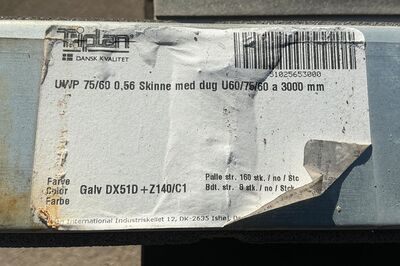 Tiplan
DANSK KVALITET
51025653000
UWP 75/60 0,56 Skinne med dug U60/75/60 a 3000 mm
Farve
Color
Farbe
Galv DX51D+Z140/C1
Palle str. 160 stk. / no / Stc
Bdt. str. 8 stk. / no / Stck
International Industriskellet 12, DK-2635 Ishøj,